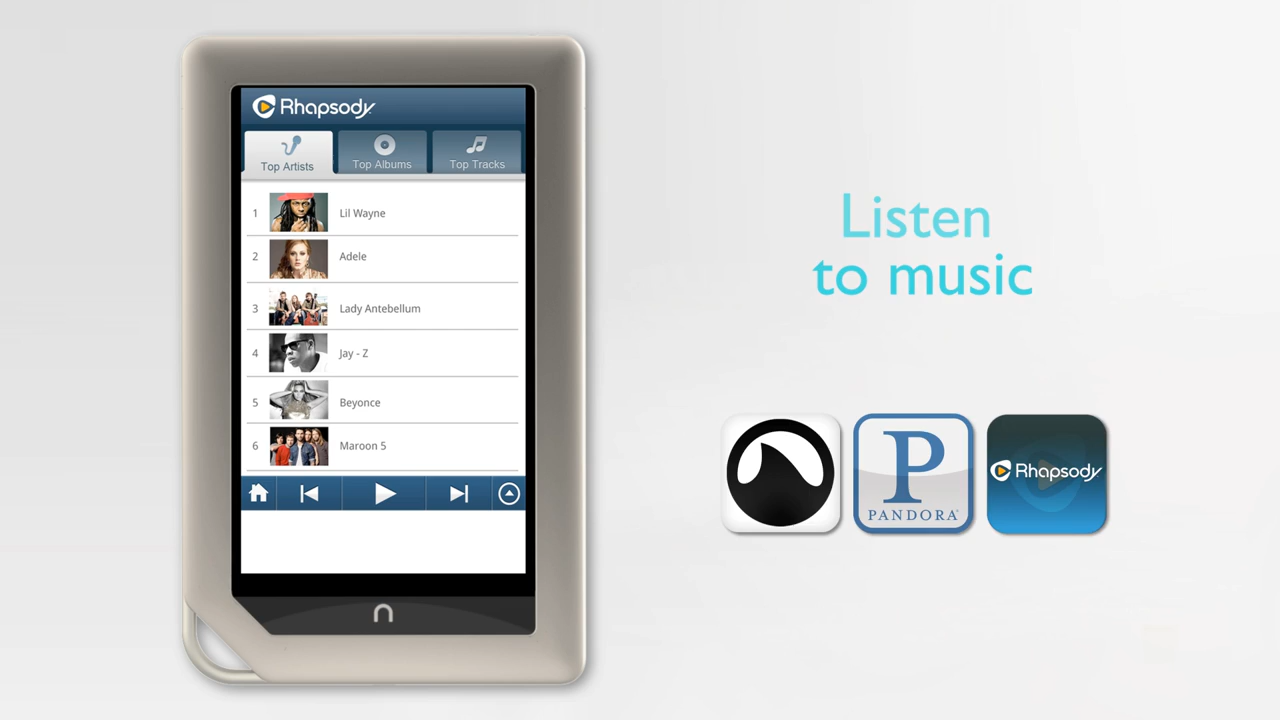 Rhapsody
Top Artists
Top Albums
Top Tracks
1 Lil Wayne
2 Adele
3 Lady Antebellum
4 Jay - Z
5 Beyonce
6 Maroon 5
n
Listen
to music
P
PANDORA
Rhapsody